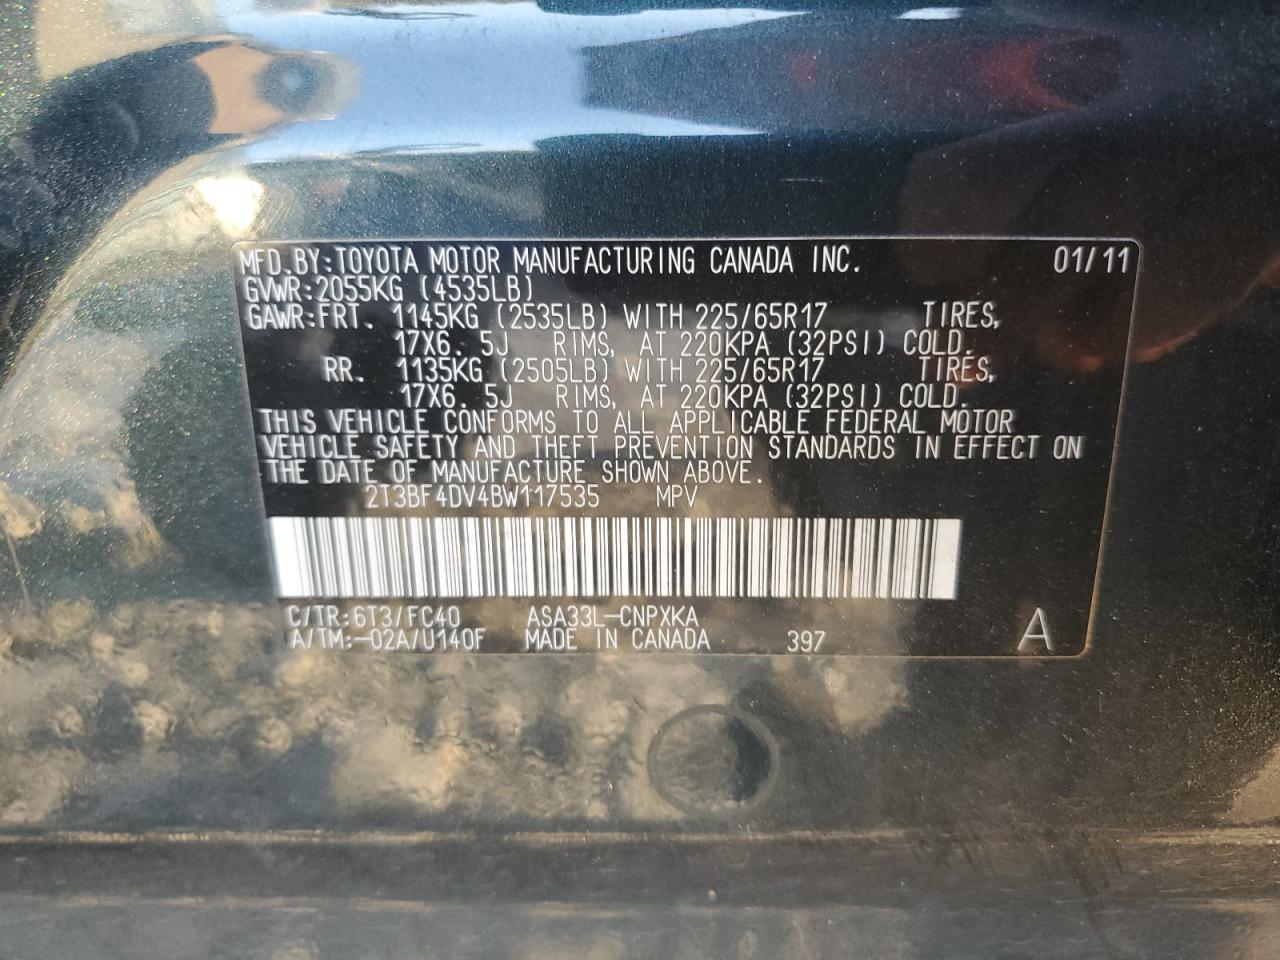 MFD.BY:TOYOTA MOTOR MANUFACTURING CANADA INC. 01/11
GVWR:2055KG (4535LB)
GAWR:FRT. 1145KG (2535LB) WITH 225/65R17 TIRES,
17X6.5J RIMS, AT 220KPA (32PSI) COLD.
RR. 1135KG (2505LB) WITH 225/65R17 TIRES,
17X6.5J RIMS, AT 220KPA (32PSI) COLD.
THIS VEHICLE CONFORMS TO ALL APPLICABLE FEDERAL MOTOR
VEHICLE SAFETY AND THEFT PREVENTION STANDARDS IN EFFECT ON
THE DATE OF MANUFACTURE SHOWN ABOVE.
2T3BF4DV4BW117535 MPV
C/TR:6T3/FC40 ASA33L-CNPXKA
A/TM:-02A/U140F MADE IN CANADA 397 A